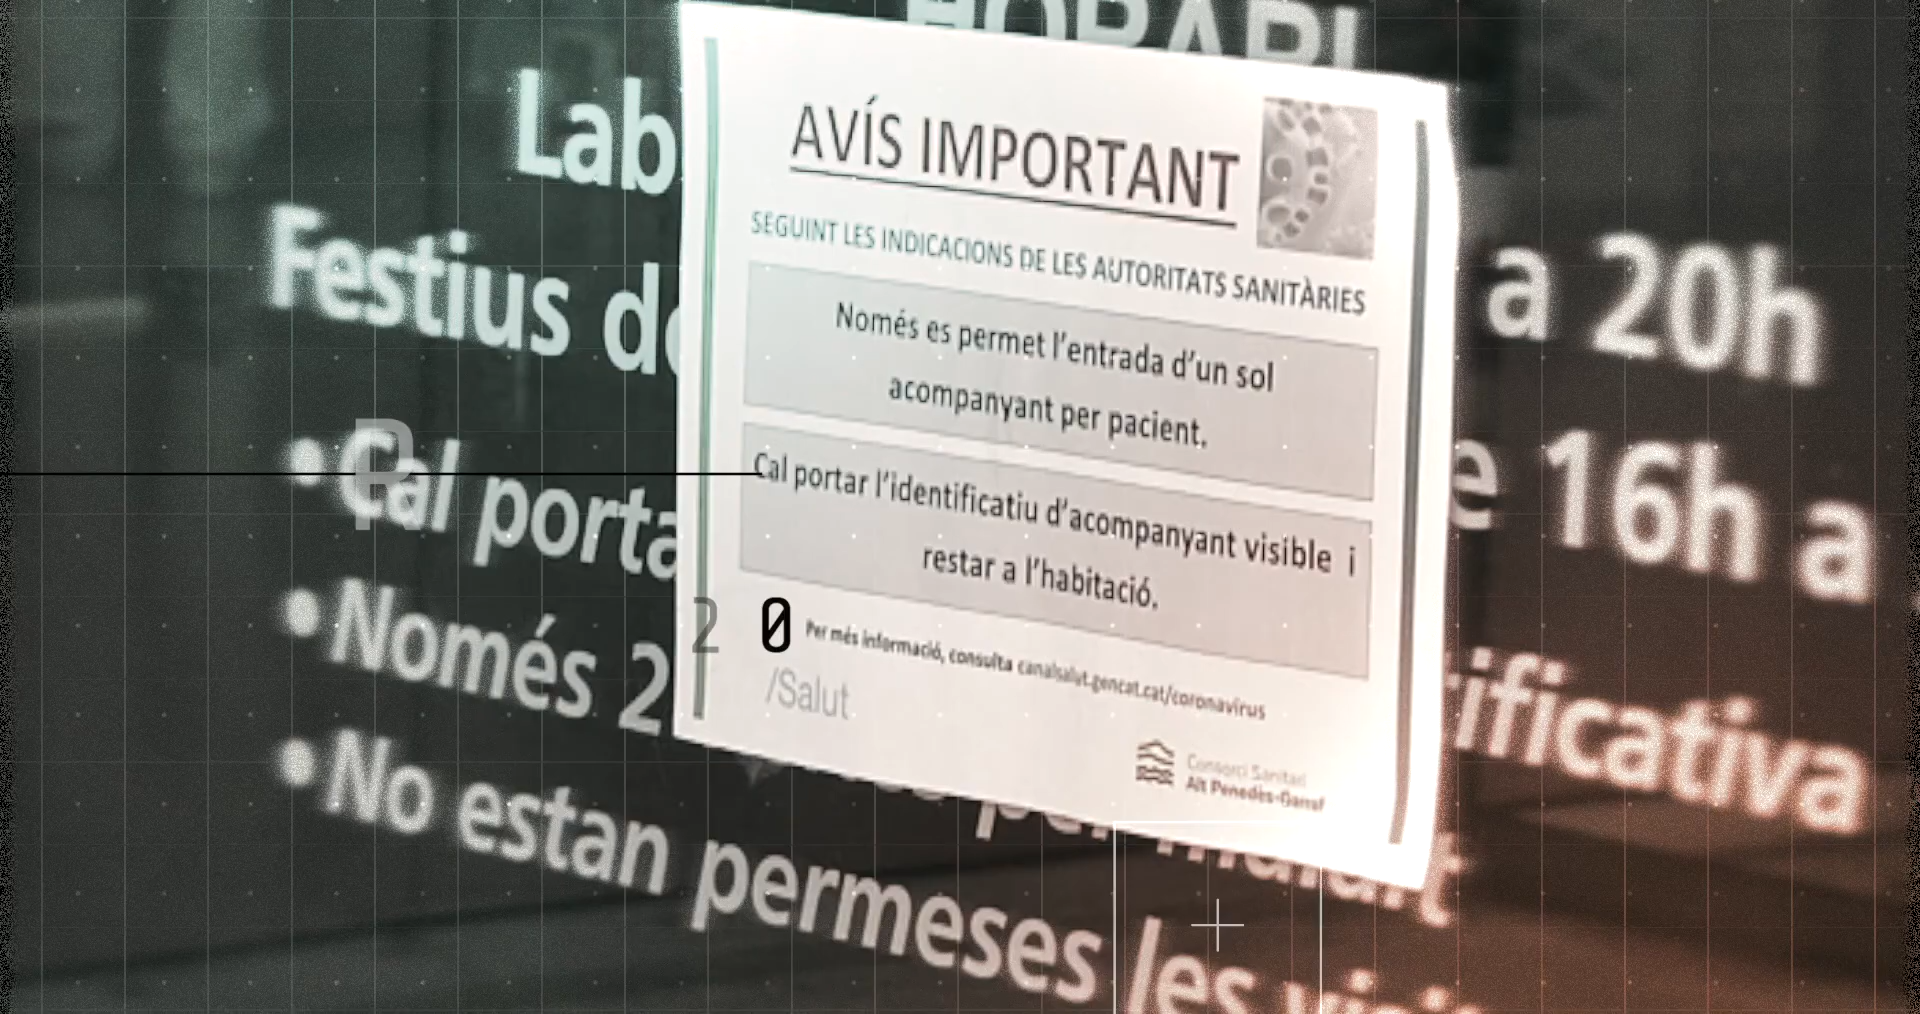 AVÍS IMPORTANT
SEGUINT LES INDICACIONS DE LES AUTORITATS SANITÀRIES
Només es permet l'entrada d'un sol
acompanyant per pacient.
Cal portar l'identificatiu d'acompanyant visible i
restar a l'habitació.
Per més informació, consulta canalsalut.gencat.cat/coronavirus
/Salut
Consorci Sanitari
Alt Penedès-Garraf
HORARI
Lab
Festius de
a 20h
e 16h a
•Cal porta
tificativa
•Només 2
•No estan permeses les visit
R
2 0